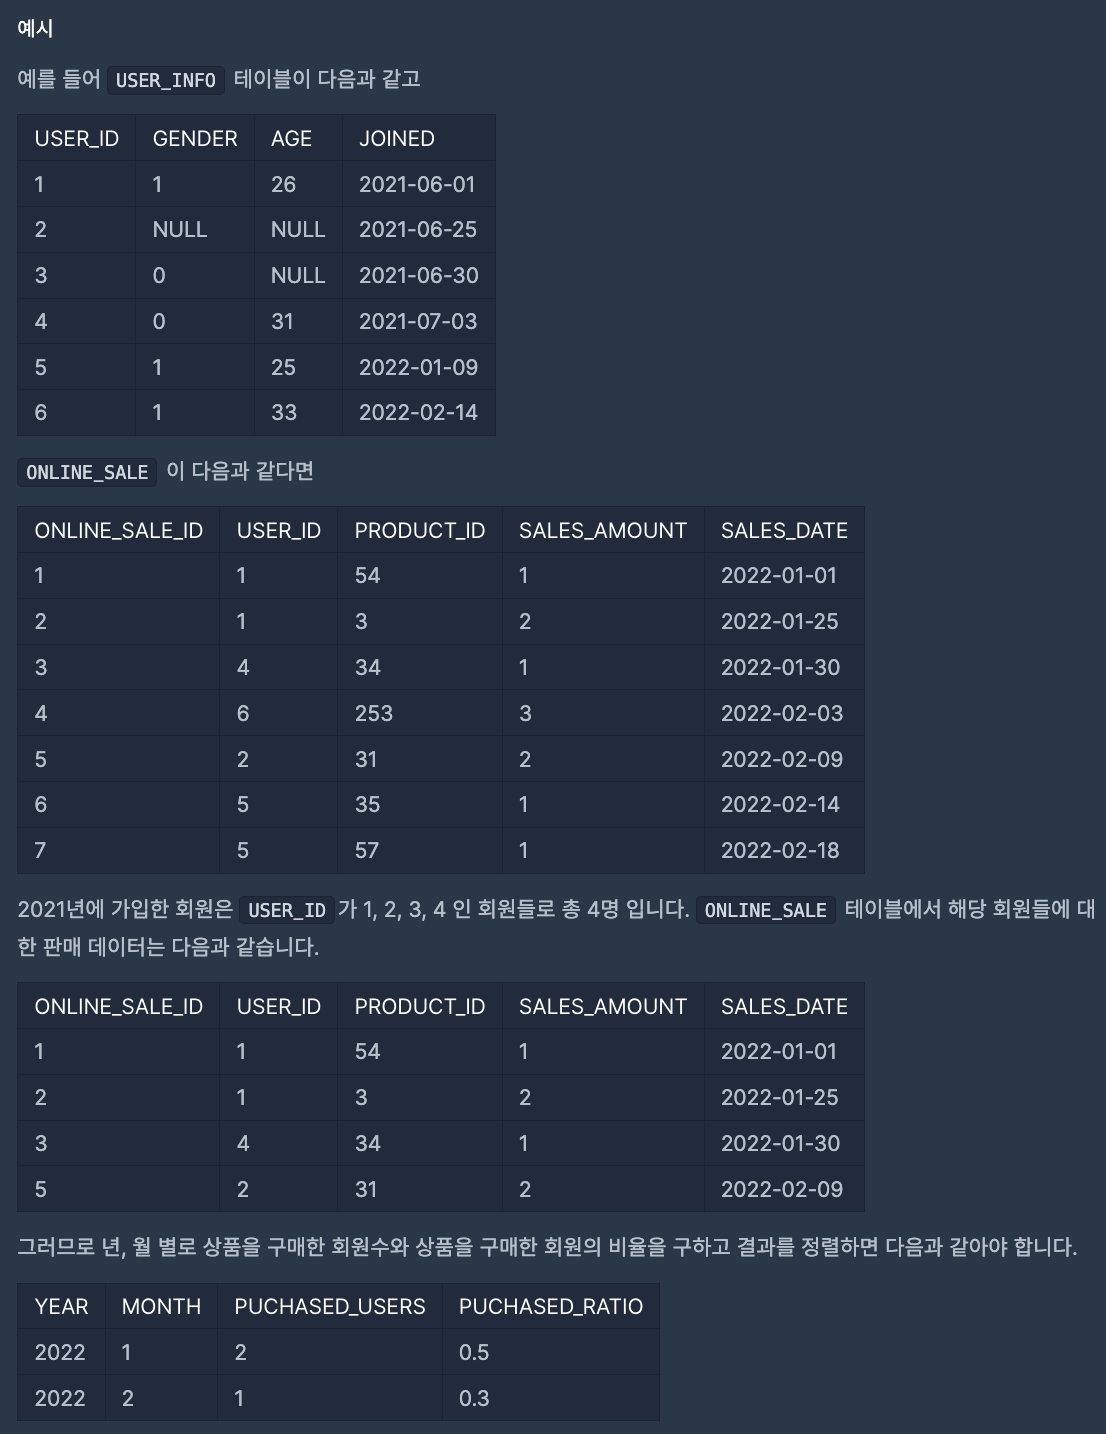 예시
예를 들어 USER_INFO 테이블이 다음과 같고
USER_ID GENDER AGE JOINED
1 1 26 2021-06-01
2 NULL NULL 2021-06-25
3 0 NULL 2021-06-30
4 0 31 2021-07-03
5 1 25 2022-01-09
6 1 33 2022-02-14
ONLINE_SALE 이 다음과 같다면
ONLINE_SALE_ID USER_ID PRODUCT_ID SALES_AMOUNT SALES_DATE
1 1 54 1 2022-01-01
2 1 3 2 2022-01-25
3 4 34 1 2022-01-30
4 6 253 3 2022-02-03
5 2 31 2 2022-02-09
6 5 35 1 2022-02-14
7 5 57 1 2022-02-18
2021년에 가입한 회원은 USER_ID 가 1, 2, 3, 4 인 회원들로 총 4명 입니다. ONLINE_SALE 테이블에서 해당 회원들에 대
한 판매 데이터는 다음과 같습니다.
ONLINE_SALE_ID USER_ID PRODUCT_ID SALES_AMOUNT SALES_DATE
1 1 54 1 2022-01-01
2 1 3 2 2022-01-25
3 4 34 1 2022-01-30
5 2 31 2 2022-02-09
그러므로 년, 월 별로 상품을 구매한 회원수와 상품을 구매한 회원의 비율을 구하고 결과를 정렬하면 다음과 같아야 합니다.
YEAR MONTH PUCHASED_USERS PUCHASED_RATIO
2022 1 2 0.5
2022 2 1 0.3